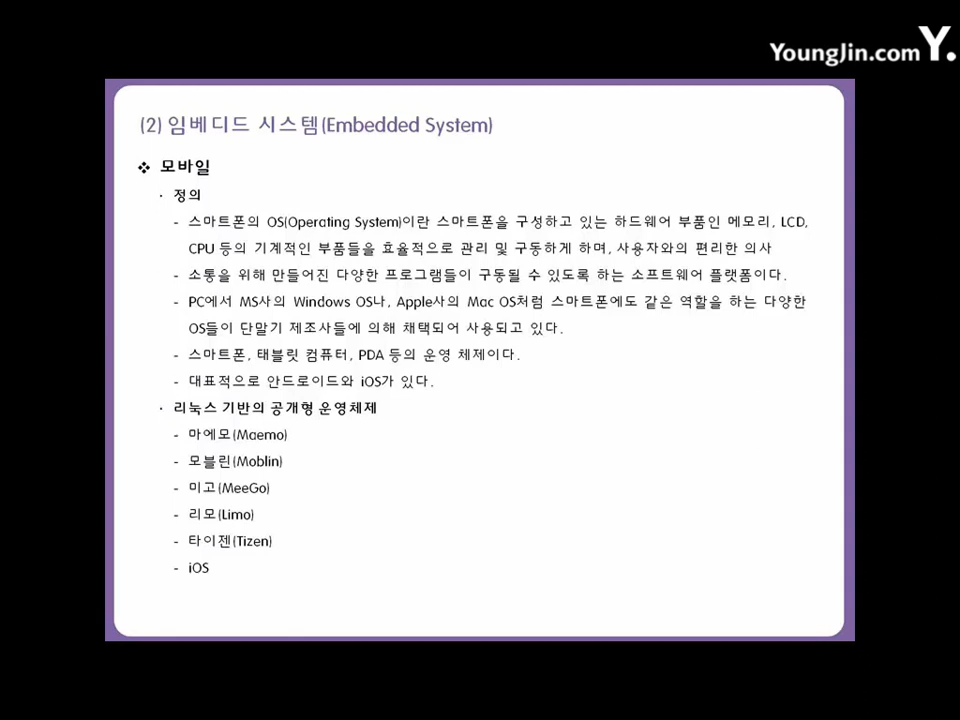 YoungJin.com Y.
(2) 임베디드 시스템(Embedded System)
❖ 모바일
· 정의
- 스마트폰의 OS(Operating System)이란 스마트폰을 구성하고 있는 하드웨어 부품인 메모리, LCD,
CPU 등의 기계적인 부품들을 효율적으로 관리 및 구동하게 하며, 사용자와의 편리한 의사
- 소통을 위해 만들어진 다양한 프로그램들이 구동될 수 있도록 하는 소프트웨어 플랫폼이다.
- PC에서 MS사의 Windows OS나, Apple사의 Mac OS처럼 스마트폰에도 같은 역할을 하는 다양한
OS들이 단말기 제조사들에 의해 채택되어 사용되고 있다.
- 스마트폰, 태블릿 컴퓨터, PDA 등의 운영 체제이다.
- 대표적으로 안드로이드와 iOS가 있다.
· 리눅스 기반의 공개형 운영체제
- 마에모(Maemo)
- 모블린(Moblin)
- 미고(MeeGo)
- 리모(Limo)
- 타이젠(Tizen)
- iOS